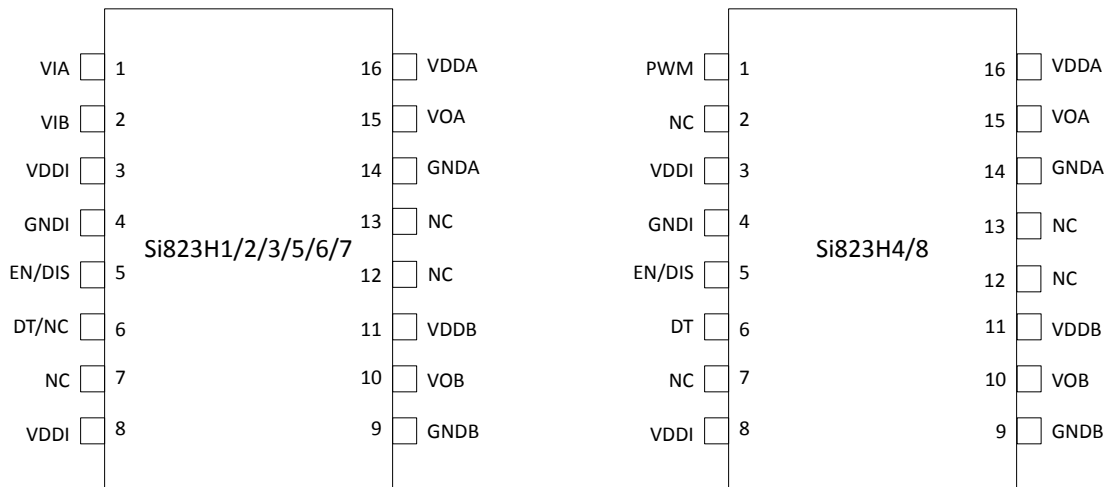 VIA 1 16 VDDA
VIB 2 15 VOA
VDDI 3 14 GNDA
GNDI 4 13 NC
Si823H1/2/3/5/6/7
EN/DIS 5 12 NC
DT/NC 6 11 VDDB
NC 7 10 VOB
VDDI 8 9 GNDB
PWM 1 16 VDDA
NC 2 15 VOA
VDDI 3 14 GNDA
GNDI 4 13 NC
Si823H4/8
EN/DIS 5 12 NC
DT 6 11 VDDB
NC 7 10 VOB
VDDI 8 9 GNDB